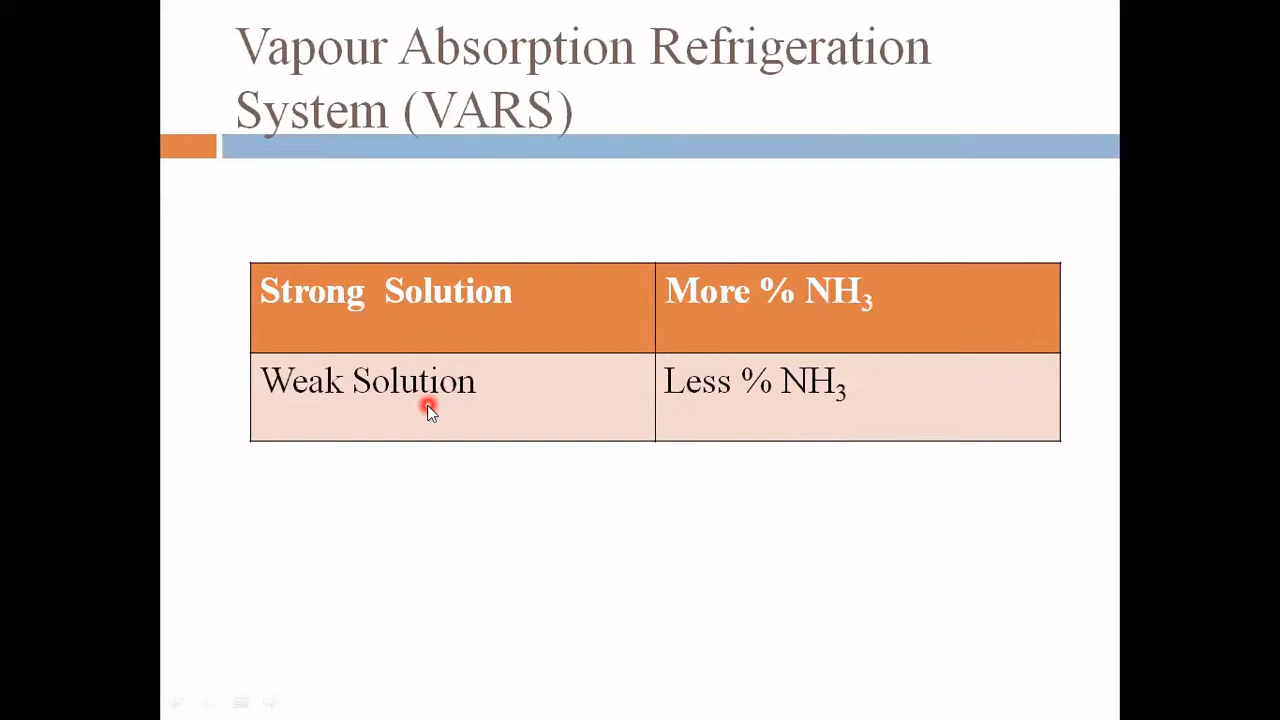 Vapour Absorption Refrigeration
System (VARS)
Strong Solution
More % NH₃
Weak Solution
Less % NH₃